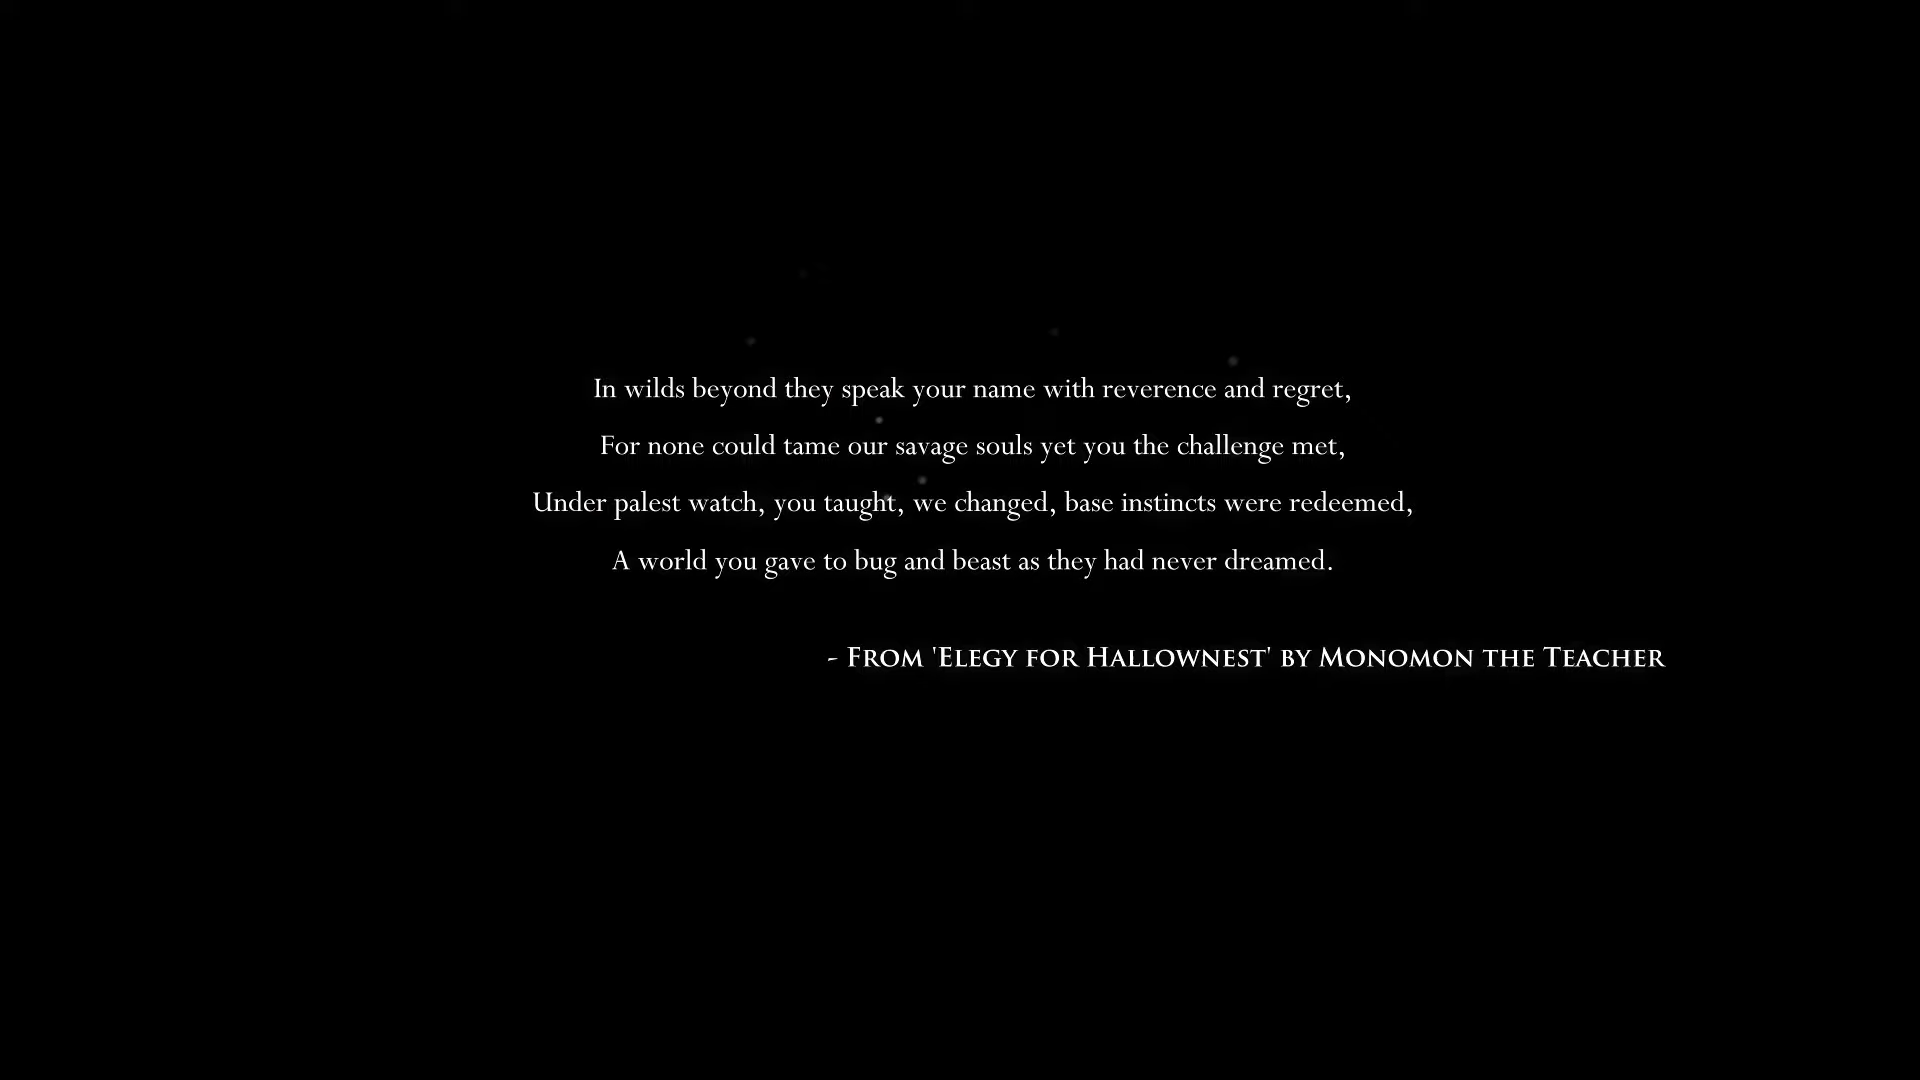 In wilds beyond they speak your name with reverence and regret,
For none could tame our savage souls yet you the challenge met,
Under palest watch, you taught, we changed, base instincts were redeemed,
A world you gave to bug and beast as they had never dreamed.
- From 'Elegy for Hallownest' by Monomon the Teacher